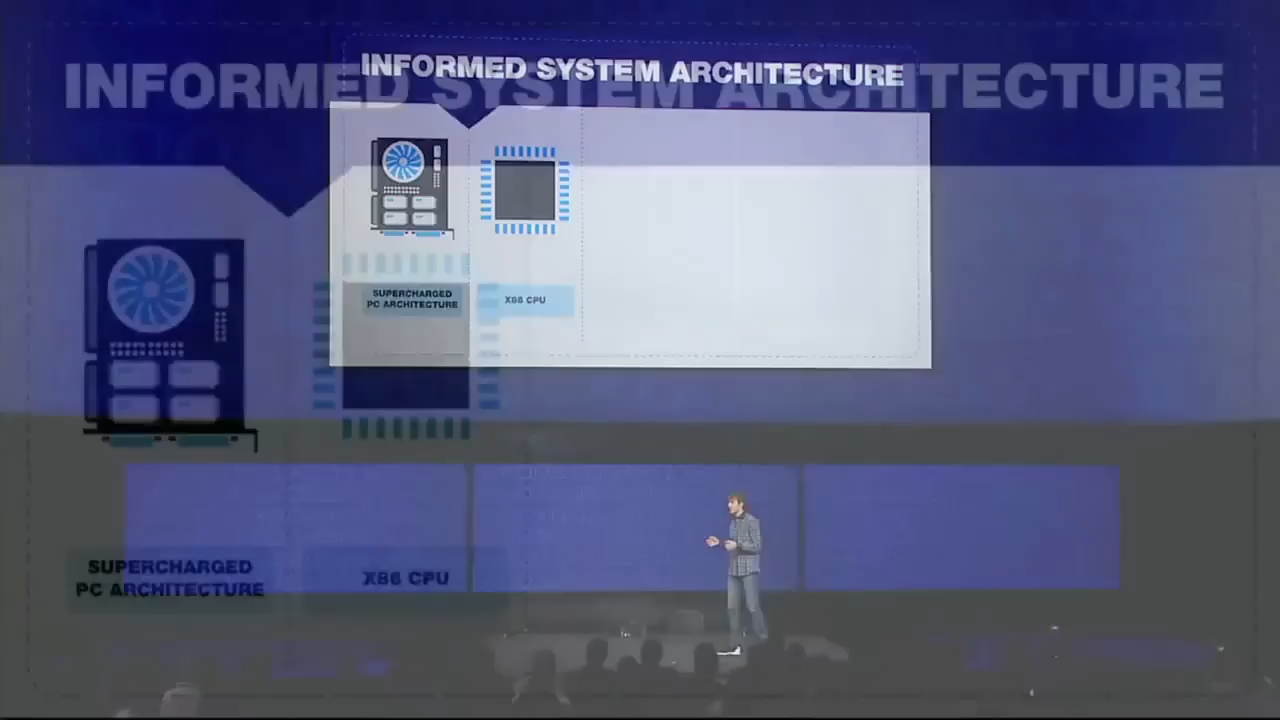 INFORMED SYSTEM ARCHITECTURE
INFORMED SYSTEM ARCHITECTURE
SUPERCHARGED
PC ARCHITECTURE
X86 CPU
SUPERCHARGED
PC ARCHITECTURE
X86 CPU